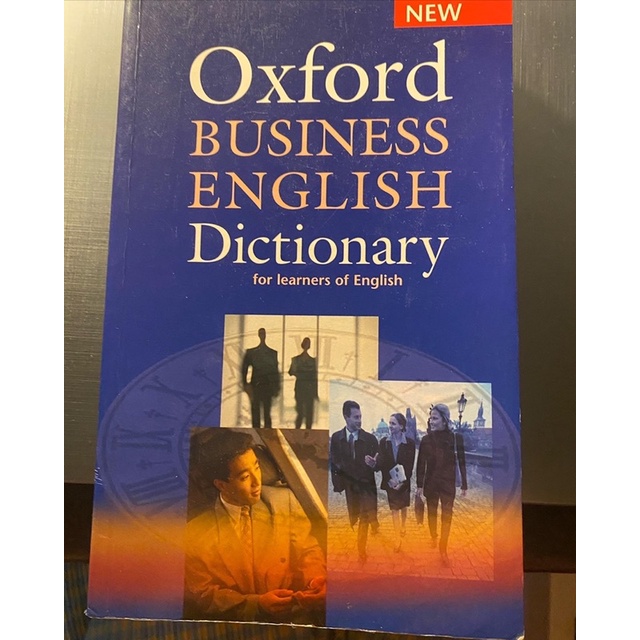 NEW
Oxford
BUSINESS
ENGLISH
Dictionary
for learners of English